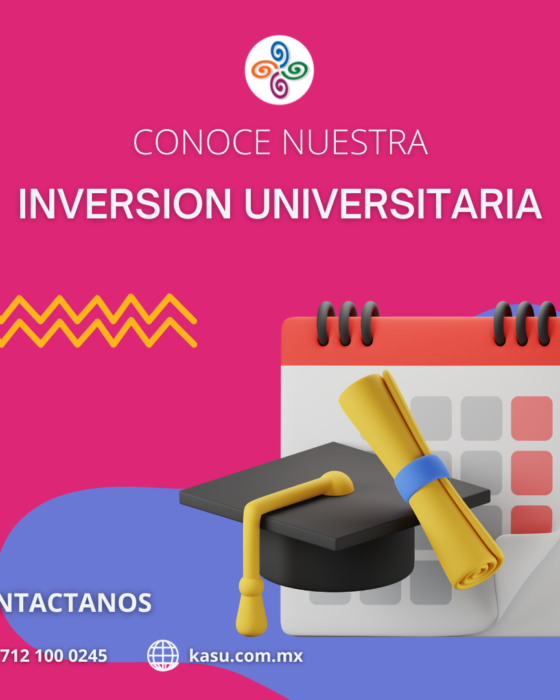 CONOCE NUESTRA
INVERSION UNIVERSITARIA
NTACTANOS
712 100 0245
kasu.com.mx